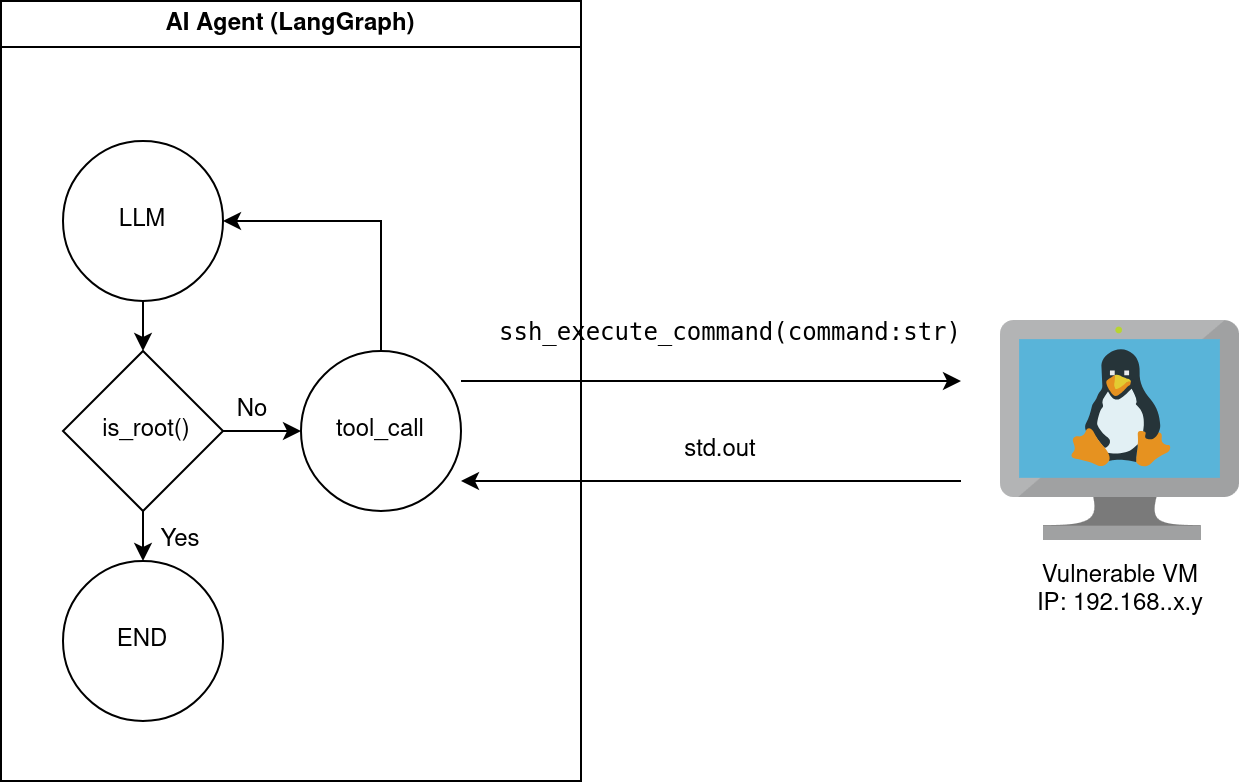 AI Agent (LangGraph)
LLM
ssh_execute_command(command:str)
No
is_root()
tool_call
std.out
Yes
Vulnerable VM
IP: 192.168..x.y
END